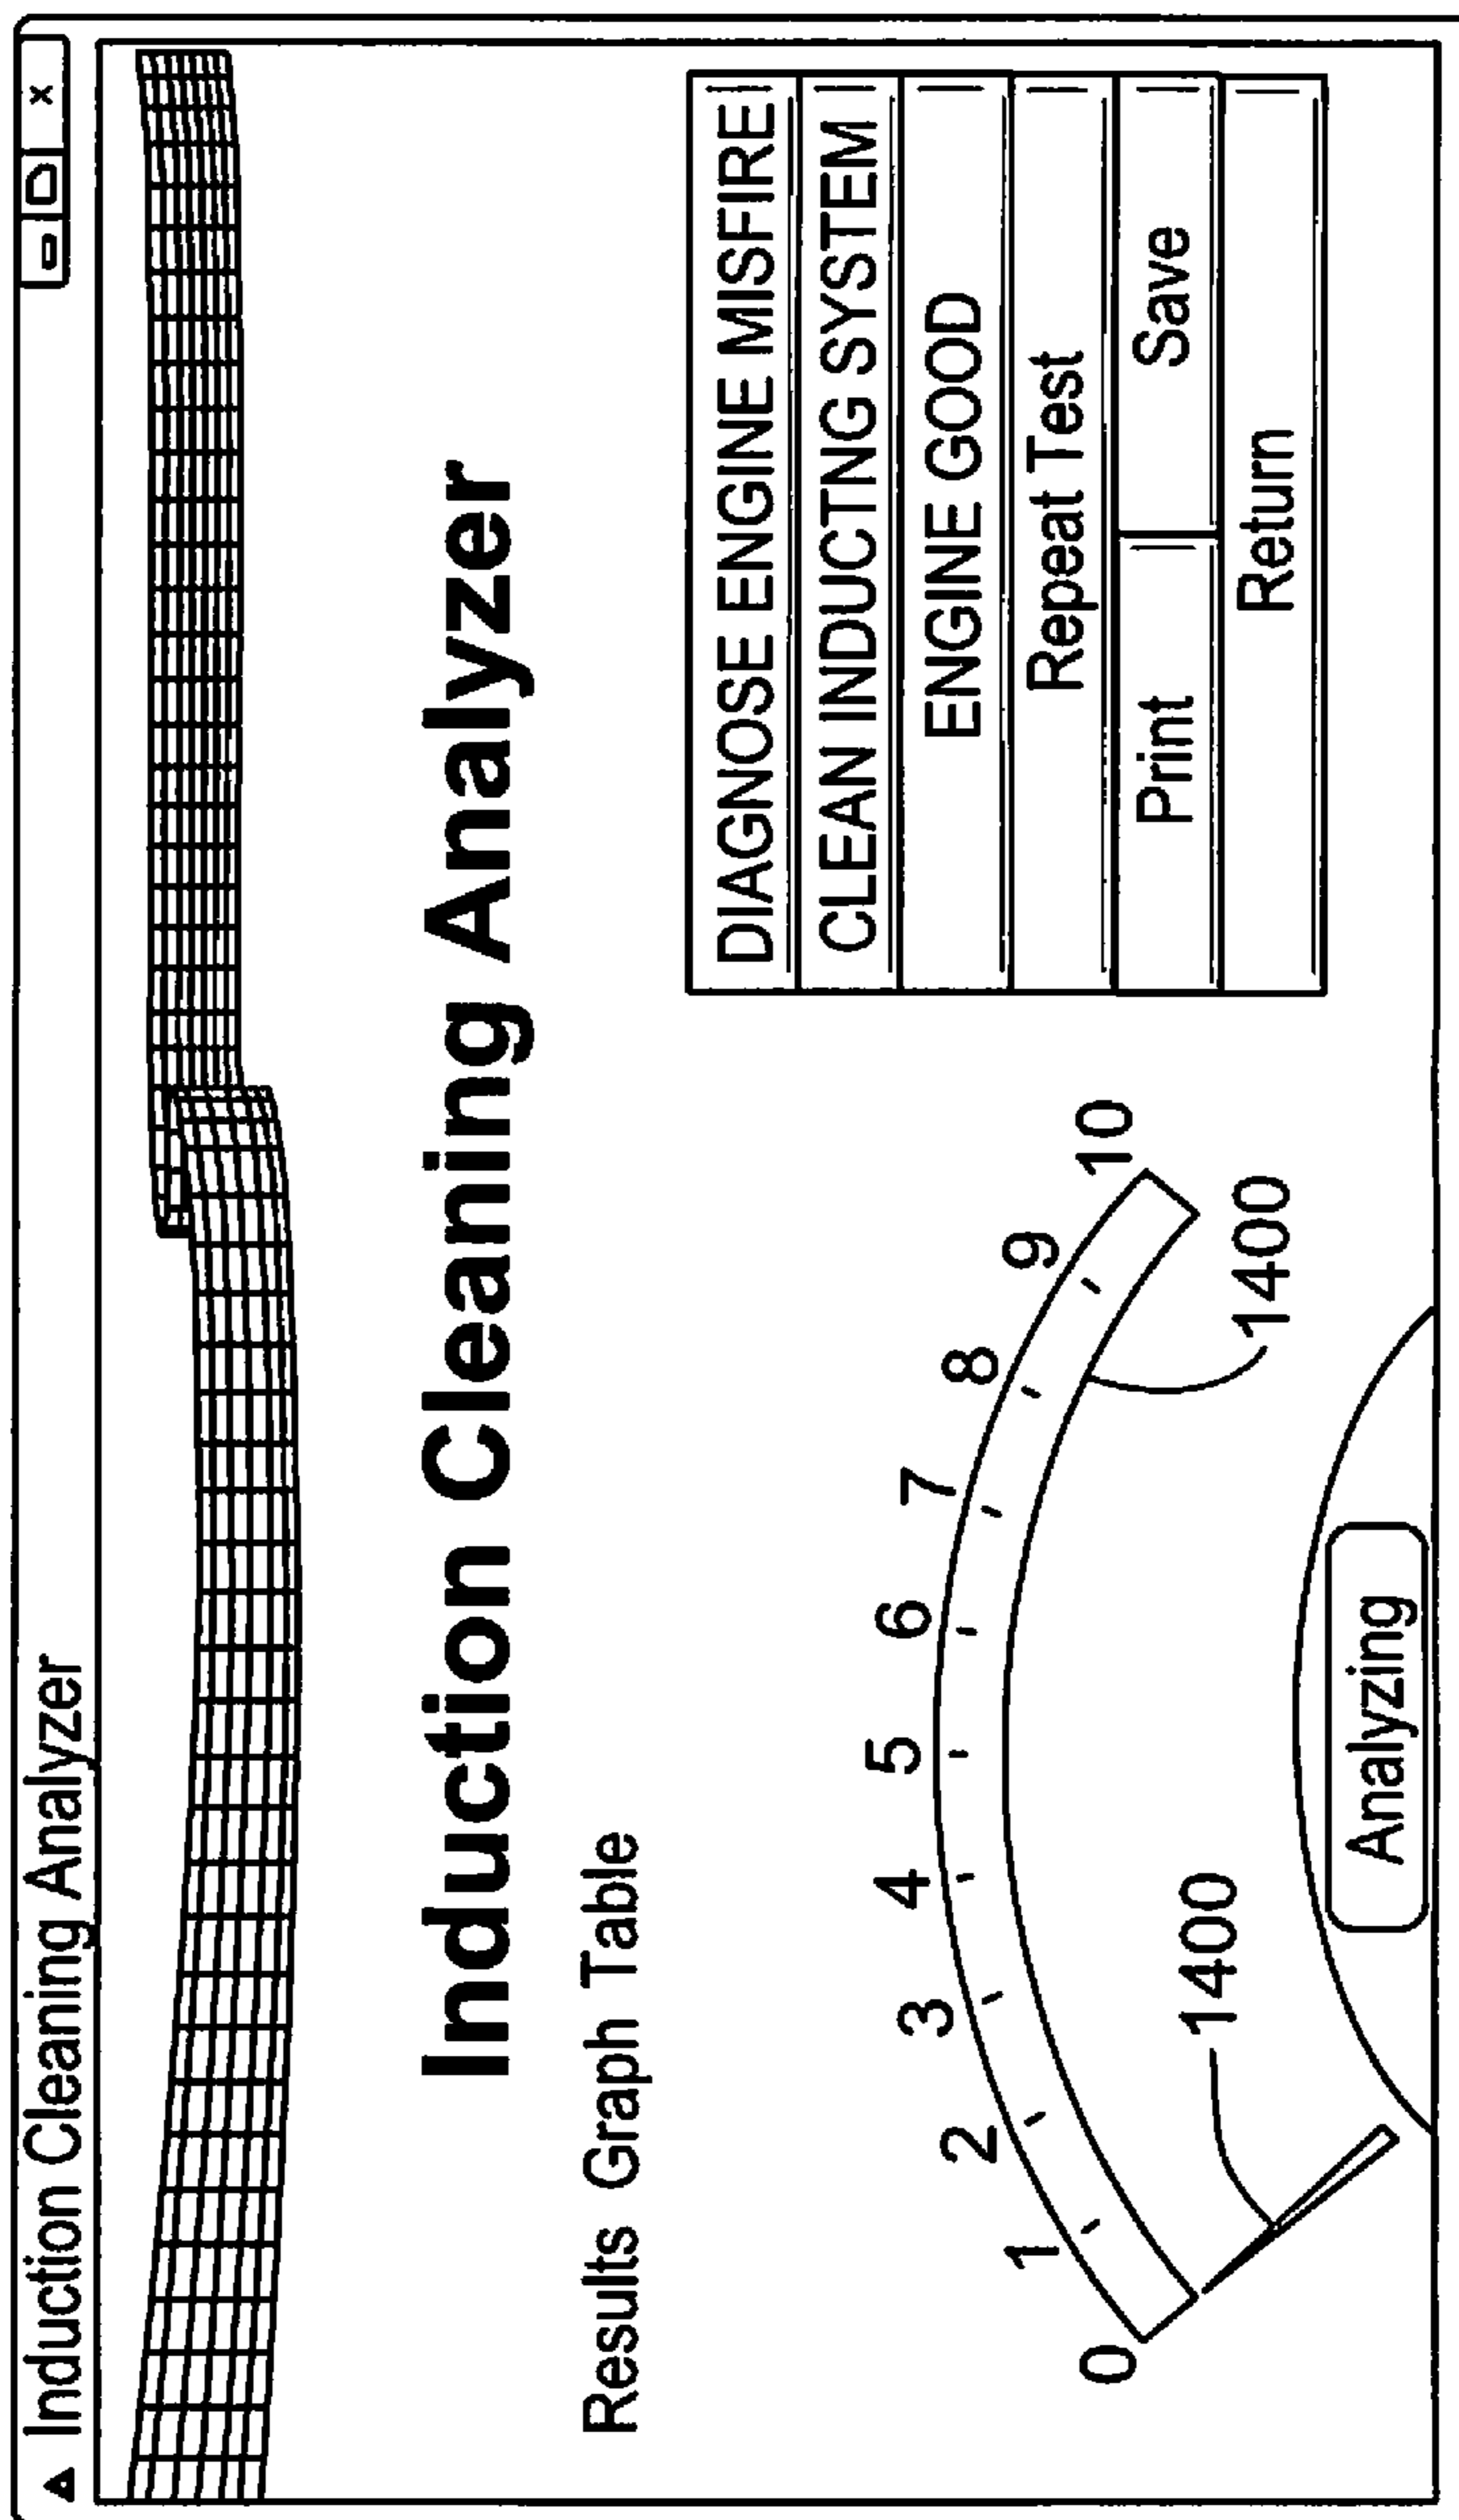 Induction Cleaning Analyzer
Induction Cleaning Analyzer
Results Graph Table
0 1 2 3 4 5 6 7 8 9 10
1400
1400
Analyzing
DIAGNOSE ENGINE MISFIRE
CLEAN INDUCTNG SYSTEM
ENGINE GOOD
Repeat Test
Print Save
Return